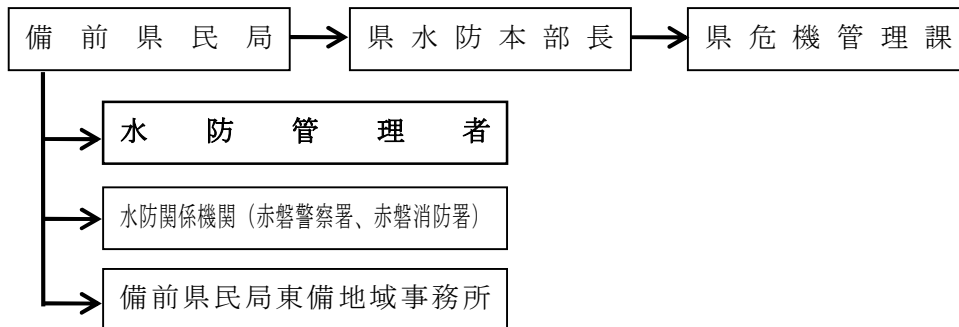 備前県民局
県水防本部長
県危機管理課
水防管理者
水防関係機関（赤磐警察署、赤磐消防署）
備前県民局東備地域事務所